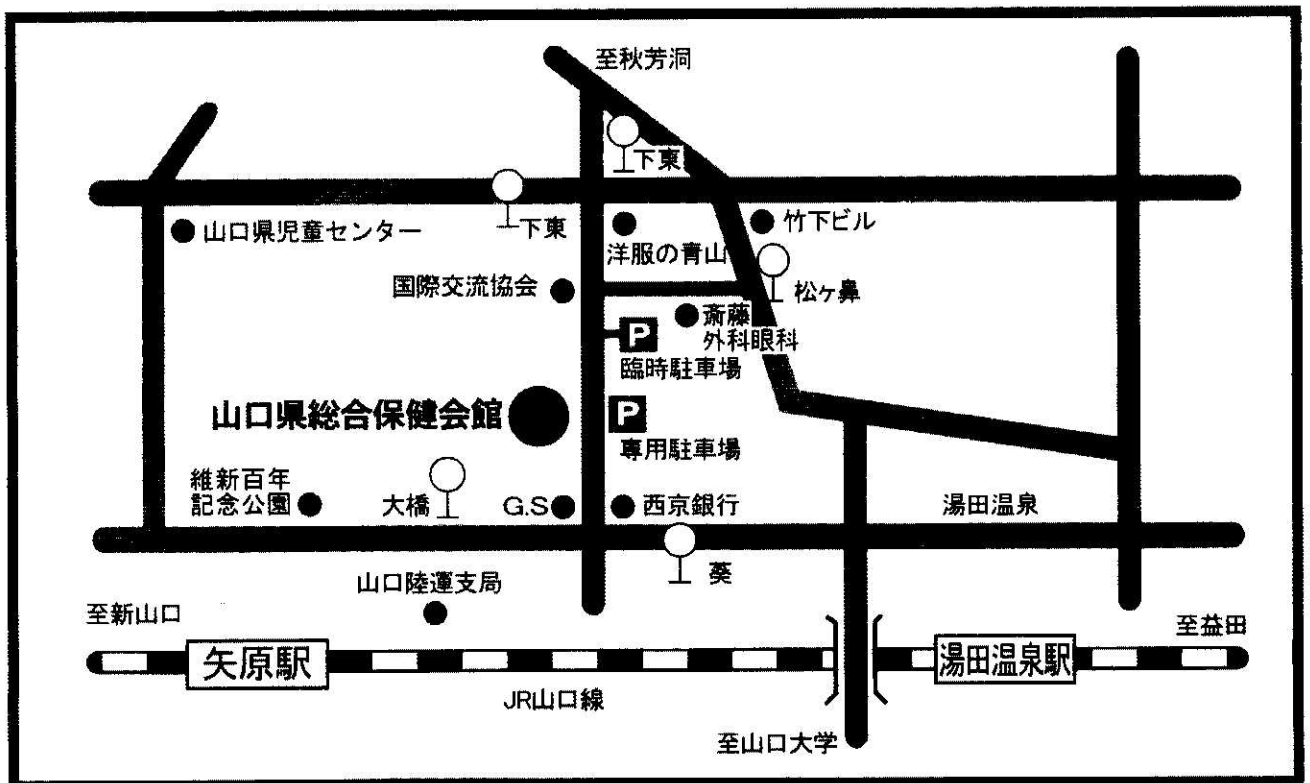 至秋芳洞
下東
山口県児童センター
下東
洋服の青山
竹下ビル
国際交流協会
松ヶ鼻
斎藤
外科眼科
P
臨時駐車場
山口県総合保健会館
P
専用駐車場
維新百年
記念公園
大橋
G.S
西京銀行
湯田温泉
葵
山口陸運支局
至新山口
至益田
矢原駅
湯田温泉駅
JR山口線
至山口大学